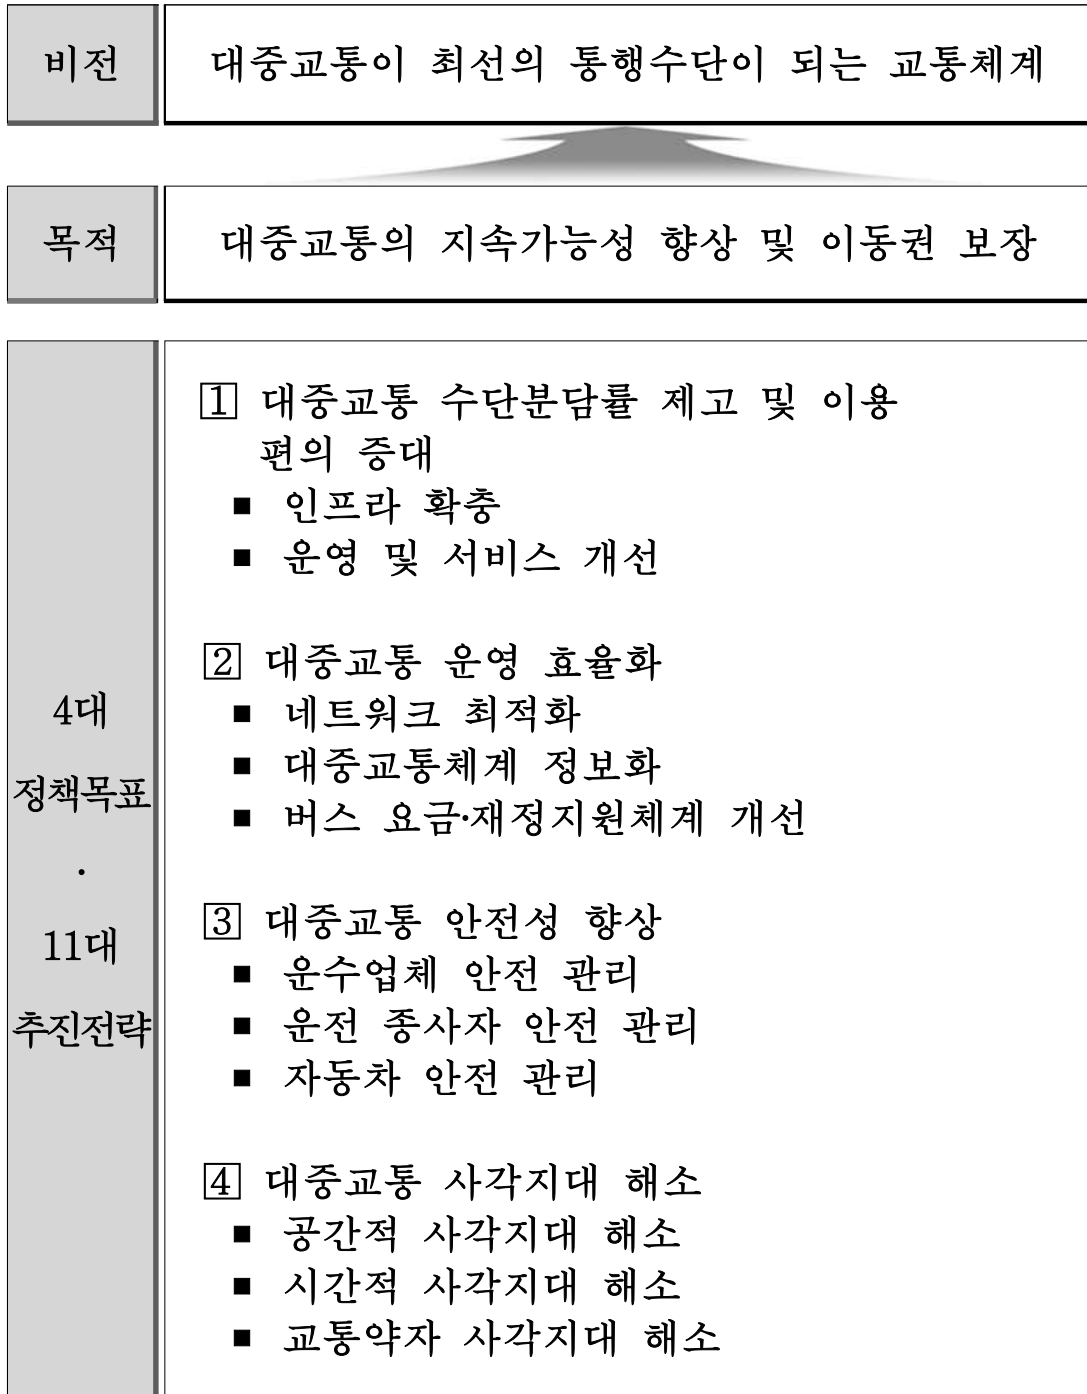 비전
대중교통이 최선의 통행수단이 되는 교통체계
목적
대중교통의 지속가능성 향상 및 이동권 보장
4대
정책목표
·
11대
추진전략
1 대중교통 수단분담률 제고 및 이용
편의 증대
■ 인프라 확충
■ 운영 및 서비스 개선
2 대중교통 운영 효율화
■ 네트워크 최적화
■ 대중교통체계 정보화
■ 버스 요금·재정지원체계 개선
3 대중교통 안전성 향상
■ 운수업체 안전 관리
■ 운전 종사자 안전 관리
■ 자동차 안전 관리
4 대중교통 사각지대 해소
■ 공간적 사각지대 해소
■ 시간적 사각지대 해소
■ 교통약자 사각지대 해소